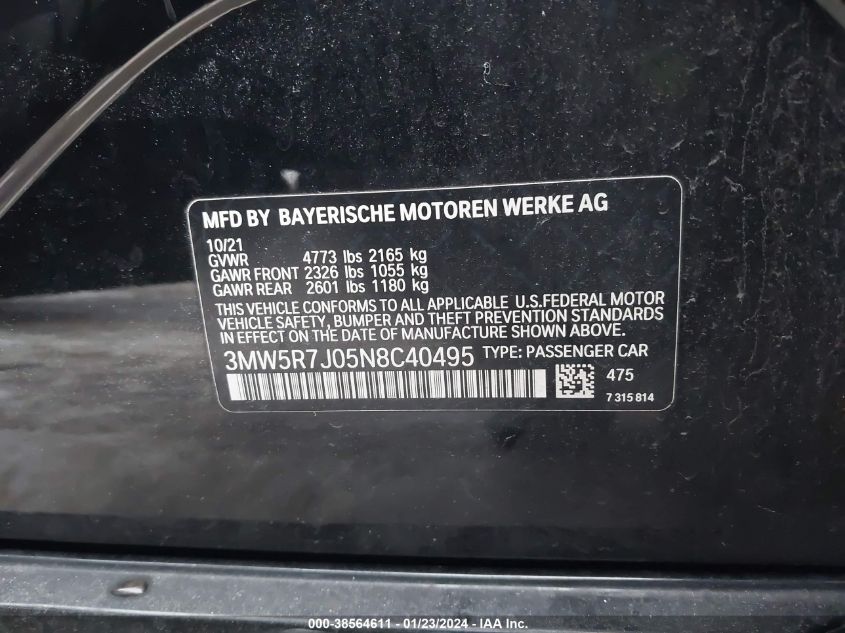 MFD BY BAYERISCHE MOTOREN WERKE AG
10/21
GVWR 4773 lbs 2165 kg
GAWR FRONT 2326 lbs 1055 kg
GAWR REAR 2601 lbs 1180 kg
THIS VEHICLE CONFORMS TO ALL APPLICABLE U.S.FEDERAL MOTOR
VEHICLE SAFETY, BUMPER AND THEFT PREVENTION STANDARDS
IN EFFECT ON THE DATE OF MANUFACTURE SHOWN ABOVE.
3MW5R7J05N8C40495 TYPE: PASSENGER CAR
475
7 315 814
000-38564611 - 01/23/2024 - IAA Inc.